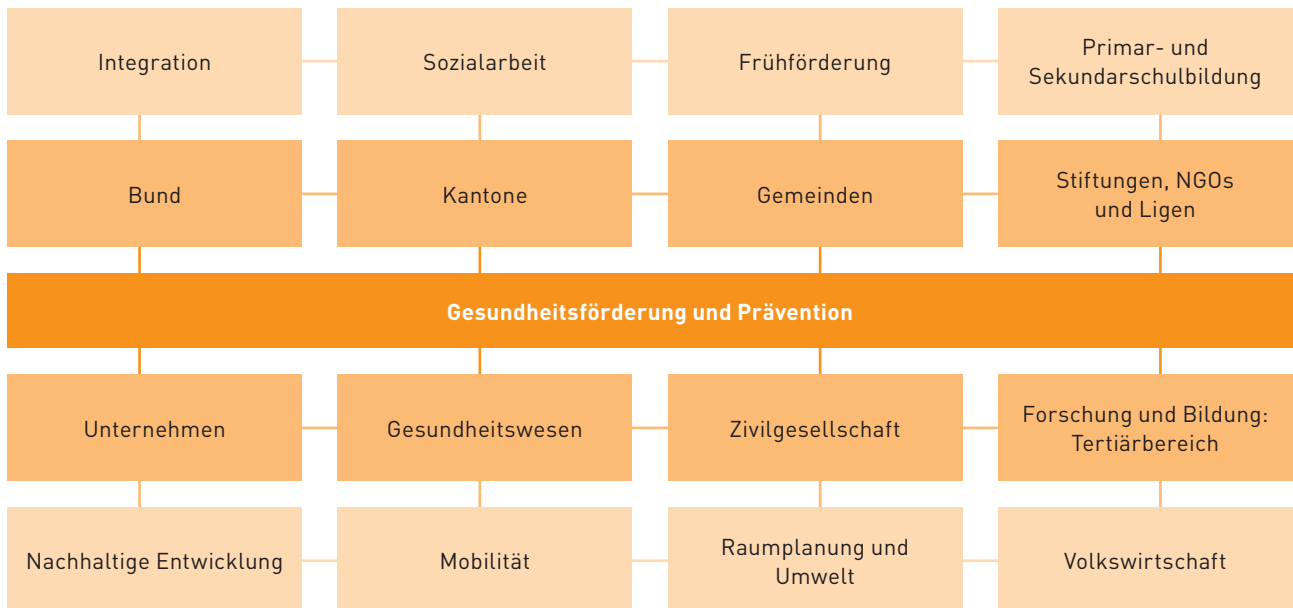 Integration
Sozialarbeit
Frühförderung
Primar- und
Sekundarschulbildung
Bund
Kantone
Gemeinden
Stiftungen, NGOs
und Ligen
Gesundheitsförderung und Prävention
Unternehmen
Gesundheitswesen
Zivilgesellschaft
Forschung und Bildung:
Tertiärbereich
Nachhaltige Entwicklung
Mobilität
Raumplanung und
Umwelt
Volkswirtschaft